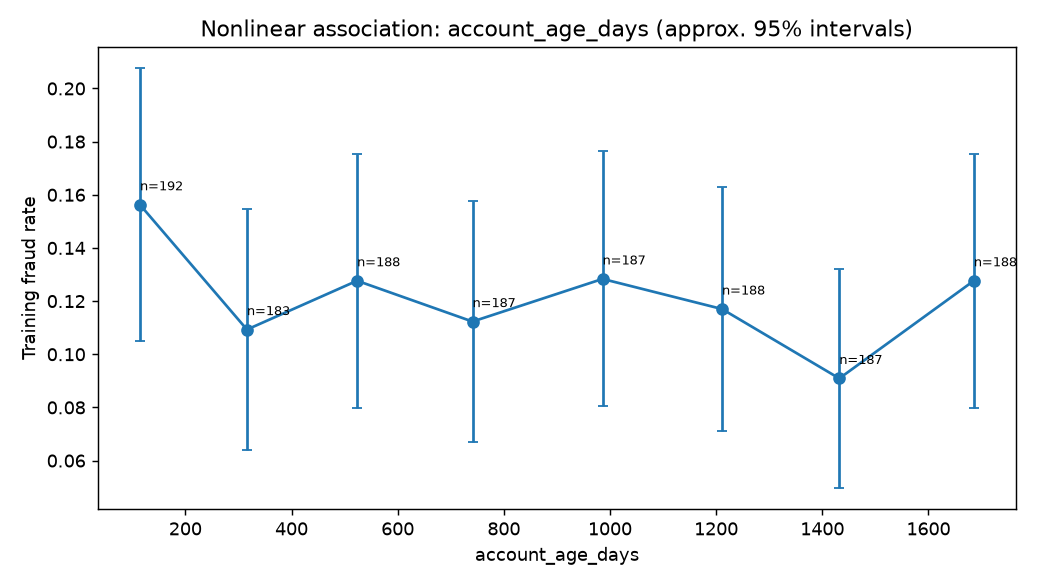 Nonlinear association: account_age_days (approx. 95% intervals)
Training fraud rate
0.20
0.18
0.16
0.14
0.12
0.10
0.08
0.06
n=192
n=183
n=188
n=187
n=187
n=188
n=187
n=188
200 400 600 800 1000 1200 1400 1600
account_age_days